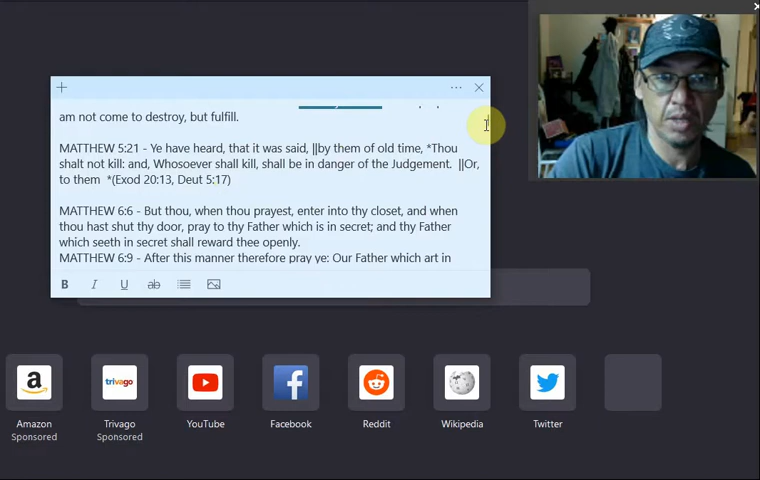 am not come to destroy, but fulfill.
MATTHEW 5:21 - Ye have heard, that it was said, ||by them of old time, *Thou
shalt not kill: and, Whosoever shall kill, shall be in danger of the Judgement.  ||Or,
to them  *(Exod 20:13, Deut 5:17)
MATTHEW 6:6 - But thou, when thou prayest, enter into thy closet, and when
thou hast shut thy door, pray to thy Father which is in secret; and thy Father
which seeth in secret shall reward thee openly.
MATTHEW 6:9 - After this manner therefore pray ye: Our Father which art in
B I U ab
a
trivago
Amazon
Sponsored
Trivago
Sponsored
YouTube
Facebook
Reddit
Wikipedia
Twitter